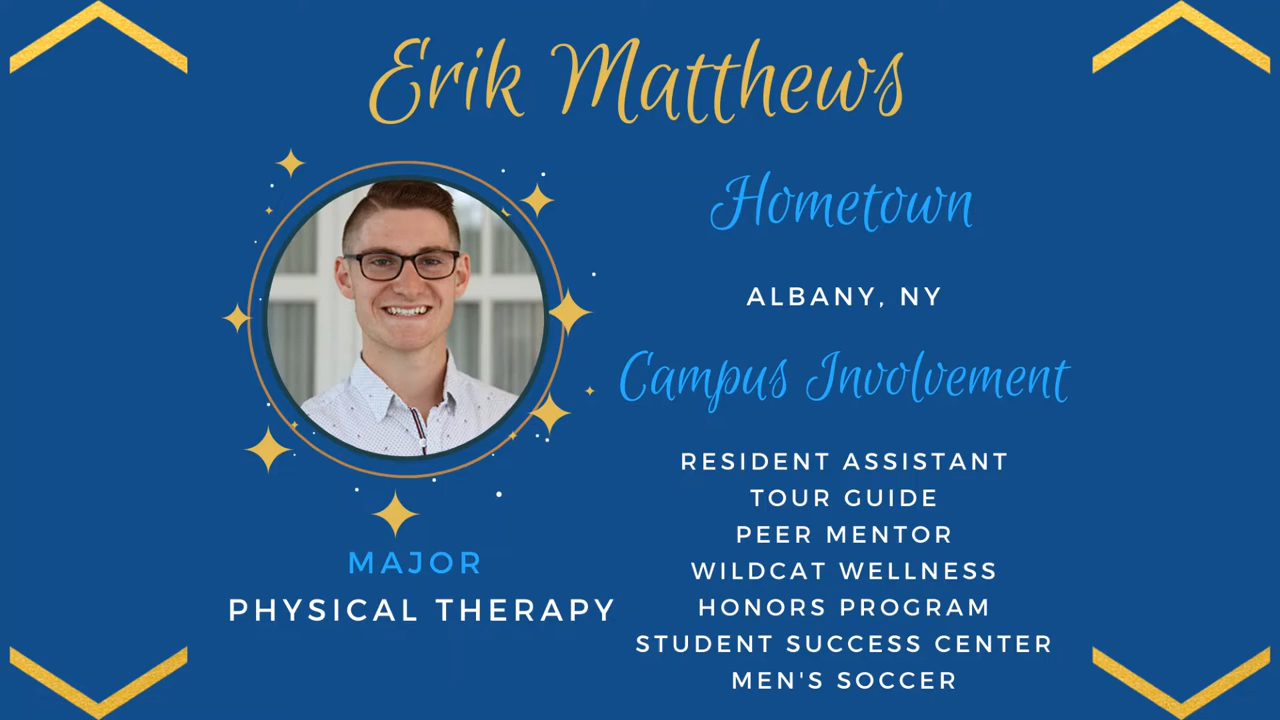 Erik Matthews
Hometown
ALBANY, NY
Campus Involvement
RESIDENT ASSISTANT
TOUR GUIDE
PEER MENTOR
WILDCAT WELLNESS
HONORS PROGRAM
STUDENT SUCCESS CENTER
MEN'S SOCCER
MAJOR
PHYSICAL THERAPY